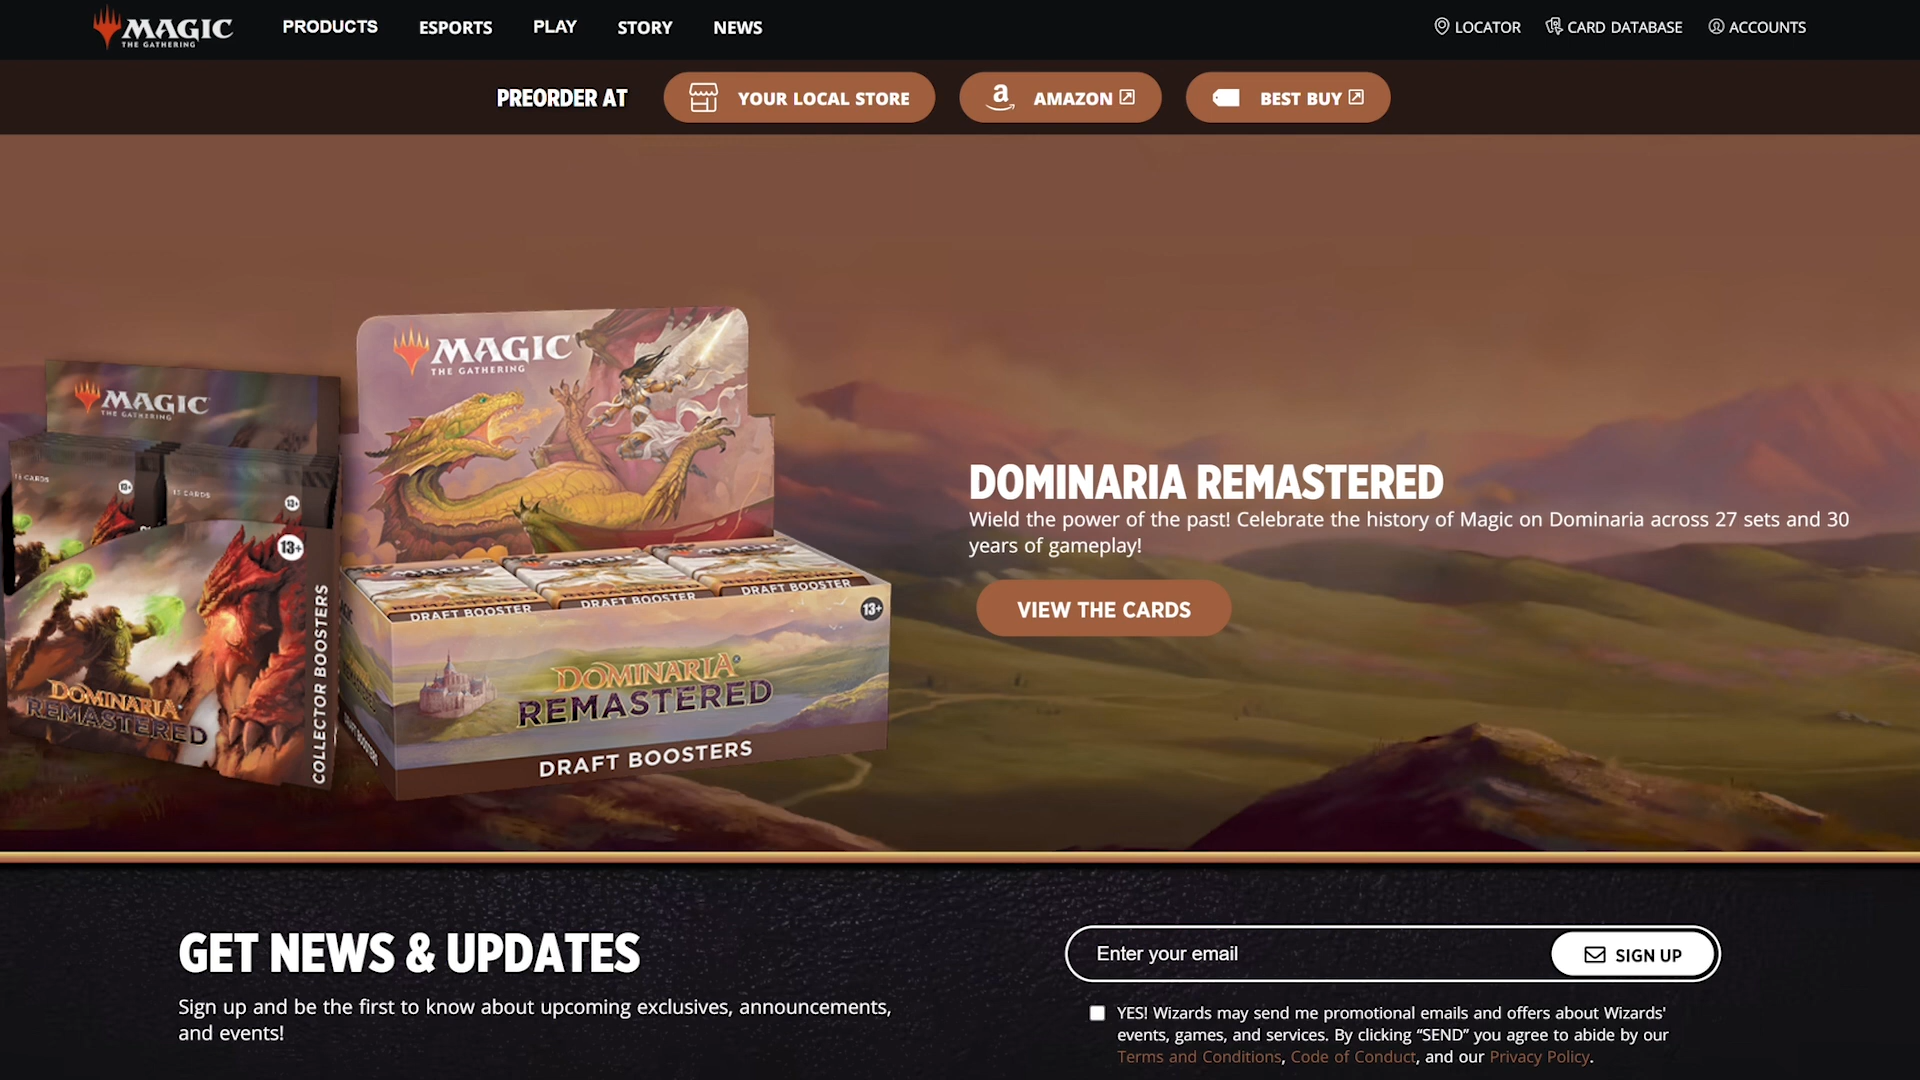 MAGIC
THE GATHERING
PRODUCTS
ESPORTS
PLAY
STORY
NEWS
LOCATOR
CARD DATABASE
ACCOUNTS
PREORDER AT
YOUR LOCAL STORE
AMAZON
BEST BUY
MAGIC
THE GATHERING
15 CARDS
13+
15 CARDS
13+
13+
DOMINARIA
REMASTERED
COLLECTOR BOOSTERS
MAGIC
THE GATHERING
DRAFT BOOSTER
DRAFT BOOSTER
DRAFT BOOSTER
13+
DOMINARIA
REMASTERED
DRAFT BOOSTERS
DOMINARIA REMASTERED
Wield the power of the past! Celebrate the history of Magic on Dominaria across 27 sets and 30
years of gameplay!
VIEW THE CARDS
GET NEWS & UPDATES
Sign up and be the first to know about upcoming exclusives, announcements,
and events!
Enter your email
SIGN UP
YES! Wizards may send me promotional emails and offers about Wizards'
events, games, and services. By clicking “SEND” you agree to abide by our
Terms and Conditions, Code of Conduct, and our Privacy Policy.